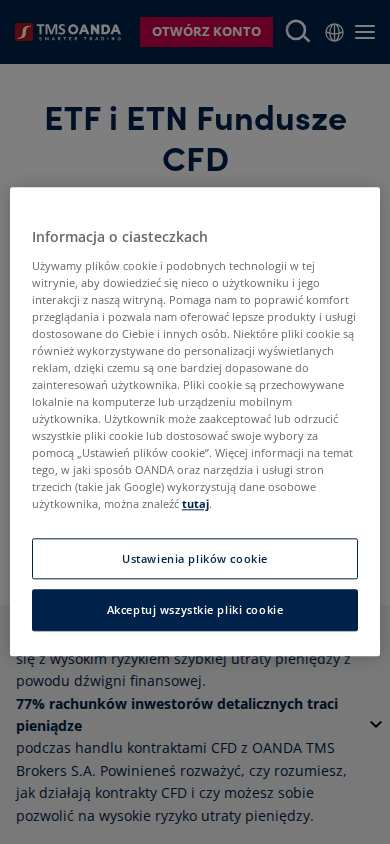 TMS OANDA
SMARTER TRADING
OTWÓRZ KONTO
ETF i ETN Fundusze
CFD
Informacja o ciasteczkach
Używamy plików cookie i podobnych technologii w tej
witrynie, aby dowiedzieć się nieco o użytkowniku i jego
interakcji z naszą witryną. Pomaga nam to poprawić komfort
przeglądania i pozwala nam oferować lepsze produkty i usługi
dostosowane do Ciebie i innych osób. Niektóre pliki cookie są
również wykorzystywane do personalizacji wyświetlanych
reklam, dzięki czemu są one bardziej dopasowane do
zainteresowań użytkownika. Pliki cookie są przechowywane
lokalnie na komputerze lub urządzeniu mobilnym
użytkownika. Użytkownik może zaakceptować lub odrzucić
wszystkie pliki cookie lub dostosować swoje wybory za
pomocą „Ustawień plików cookie”. Więcej informacji na temat
tego, w jaki sposób OANDA oraz narzędzia i usługi stron
trzecich (takie jak Google) wykorzystują dane osobowe
użytkownika, można znaleźć tutaj.
Ustawienia plików cookie
Akceptuj wszystkie pliki cookie
się z wysokim ryzykiem szybkiej utraty pieniędzy z
powodu dźwigni finansowej.
77% rachunków inwestorów detalicznych traci
pieniądze
podczas handlu kontraktami CFD z OANDA TMS
Brokers S.A. Powinieneś rozważyć, czy rozumiesz,
jak działają kontrakty CFD i czy możesz sobie
pozwolić na wysokie ryzyko utraty pieniędzy.